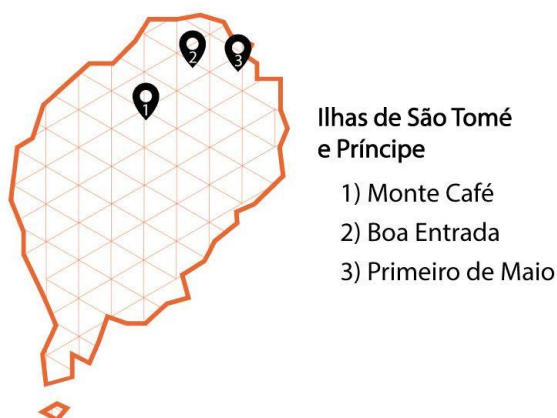 2
3
1
Ilhas de São Tomé
e Príncipe
1) Monte Café
2) Boa Entrada
3) Primeiro de Maio